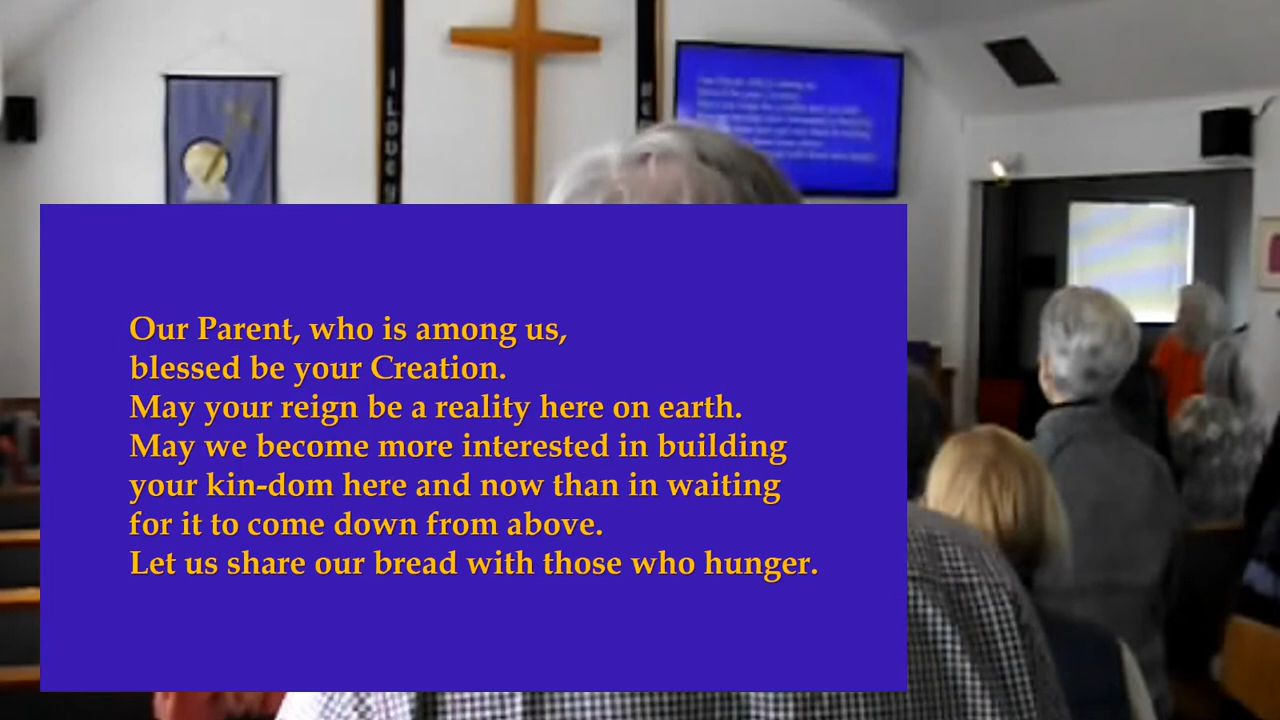 Our Parent, who is among us,
blessed be your Creation.
May your reign be a reality here on earth.
May we become more interested in building
your kin-dom here and now than in waiting
for it to come down from above.
Let us share our bread with those who hunger.